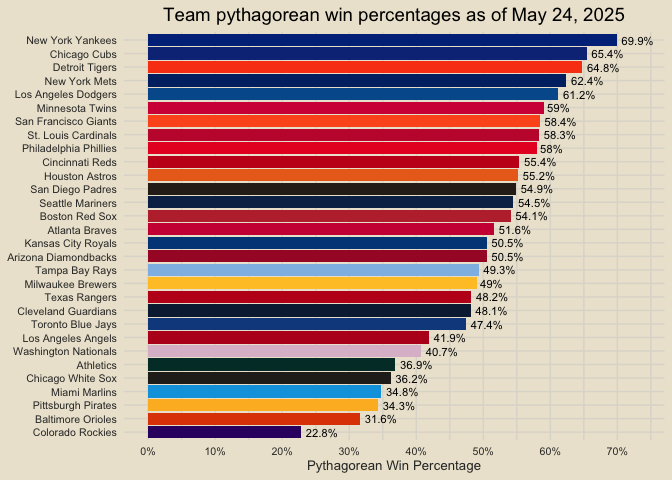 Team pythagorean win percentages as of May 24, 2025
New York Yankees 69.9%
Chicago Cubs 65.4%
Detroit Tigers 64.8%
New York Mets 62.4%
Los Angeles Dodgers 61.2%
Minnesota Twins 59%
San Francisco Giants 58.4%
St. Louis Cardinals 58.3%
Philadelphia Phillies 58%
Cincinnati Reds 55.4%
Houston Astros 55.2%
San Diego Padres 54.9%
Seattle Mariners 54.5%
Boston Red Sox 54.1%
Atlanta Braves 51.6%
Kansas City Royals 50.5%
Arizona Diamondbacks 50.5%
Tampa Bay Rays 49.3%
Milwaukee Brewers 49%
Texas Rangers 48.2%
Cleveland Guardians 48.1%
Toronto Blue Jays 47.4%
Los Angeles Angels 41.9%
Washington Nationals 40.7%
Athletics 36.9%
Chicago White Sox 36.2%
Miami Marlins 34.8%
Pittsburgh Pirates 34.3%
Baltimore Orioles 31.6%
Colorado Rockies 22.8%
0% 10% 20% 30% 40% 50% 60% 70%
Pythagorean Win Percentage